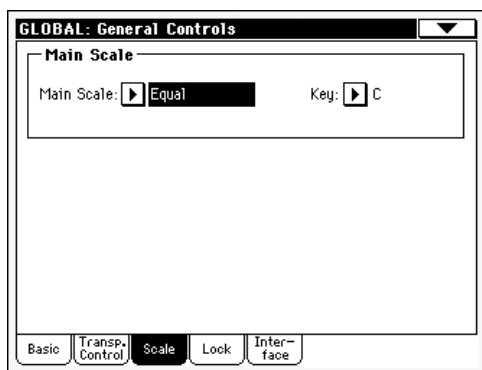 GLOBAL: General Controls
Main Scale
Main Scale: Equal Key: C
Basic Transp. Control Scale Lock Inter- face